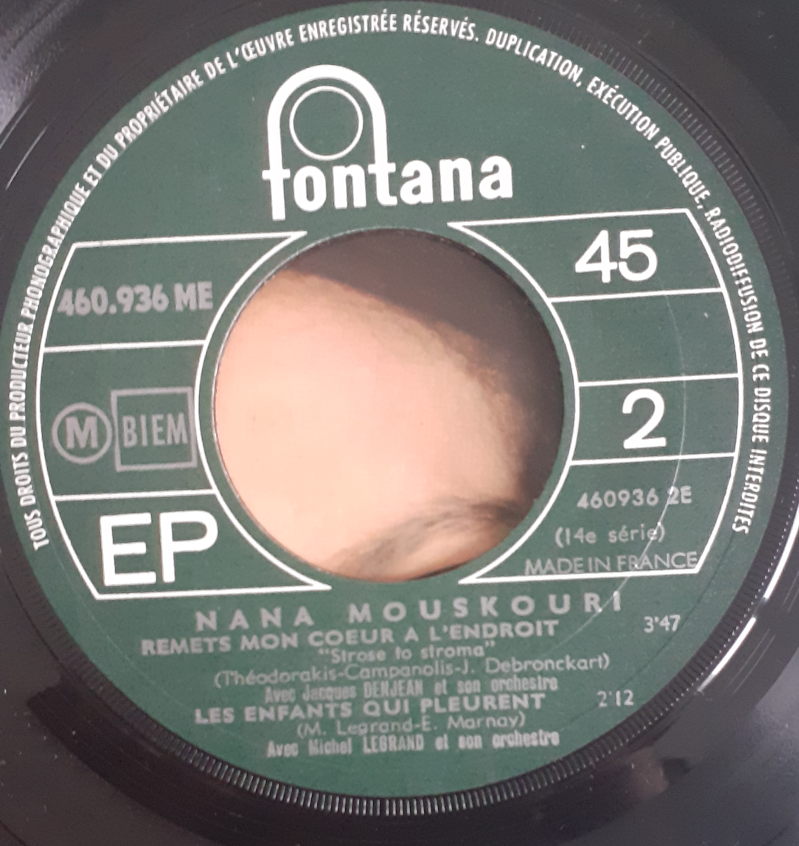 TOUS DROITS DU PRODUCTEUR PHONOGRAPHIQUE ET DU PROPRIÉTAIRE DE L'ŒUVRE ENREGISTRÉE RÉSERVÉS. DUPLICATION, EXÉCUTION PUBLIQUE, RADIODIFFUSION DE CE DISQUE INTERDITES
fontana
460.936 ME
M BIEM
EP
45
2
460936 2E
(14e série)
MADE IN FRANCE
NANA MOUSKOURI
REMETS MON COEUR A L'ENDROIT 3'47
"Strose to stroma"
(Théodorakis-Campanolis-J. Debronckart)
Avec Jacques DENJEAN et son orchestre
LES ENFANTS QUI PLEURENT 2'12
(M. Legrand-E. Marnay)
Avec Michel LEGRAND et son orchestre